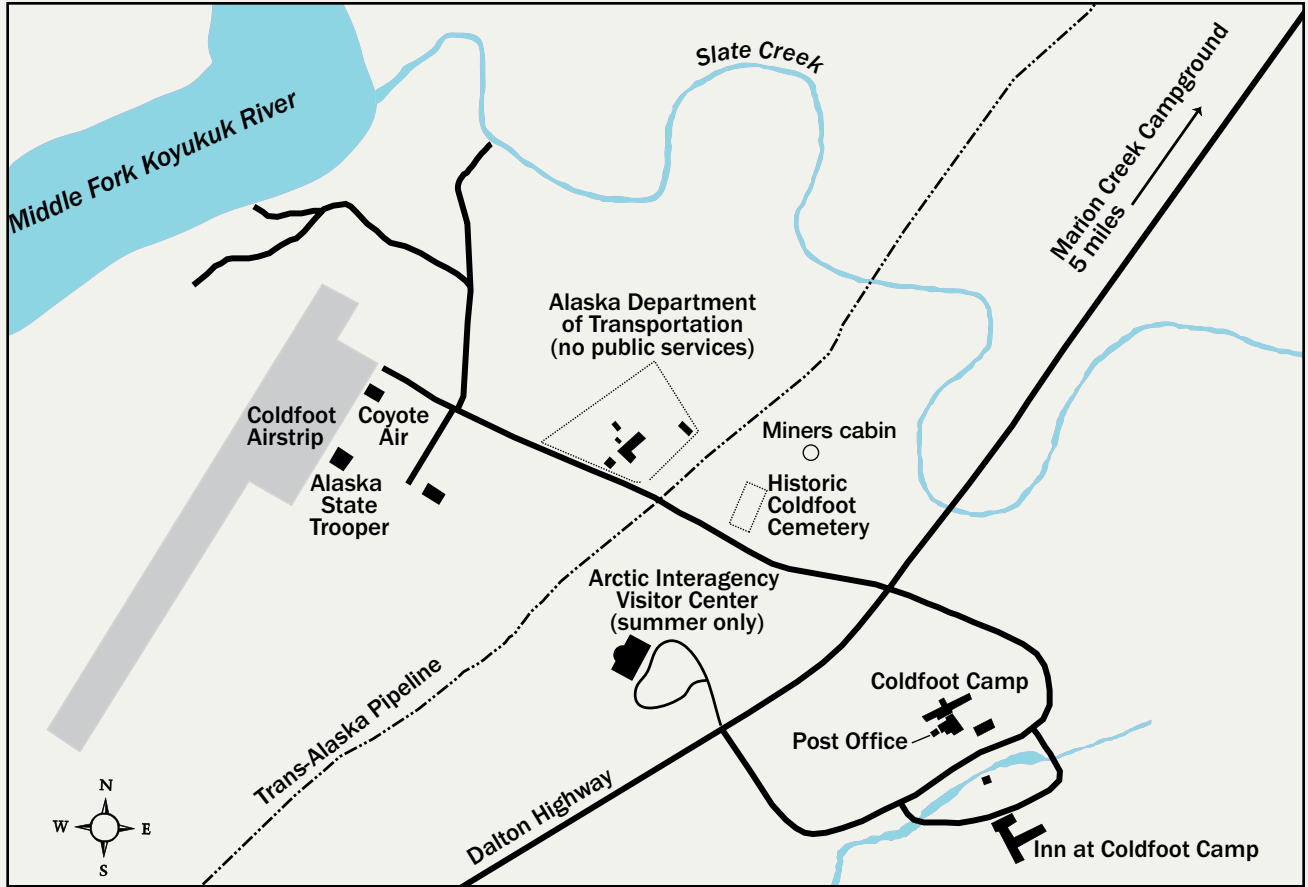 Slate Creek
Middle Fork Koyukuk River
Marion Creek Campground
5 miles
Alaska Department
of Transportation
(no public services)
Coldfoot
Airstrip
Coyote
Air
Miners cabin
Alaska
State
Trooper
Historic
Coldfoot
Cemetery
Arctic Interagency
Visitor Center
(summer only)
Trans-Alaska Pipeline
Coldfoot Camp
Post Office
Dalton Highway
Inn at Coldfoot Camp
N
W
E
S